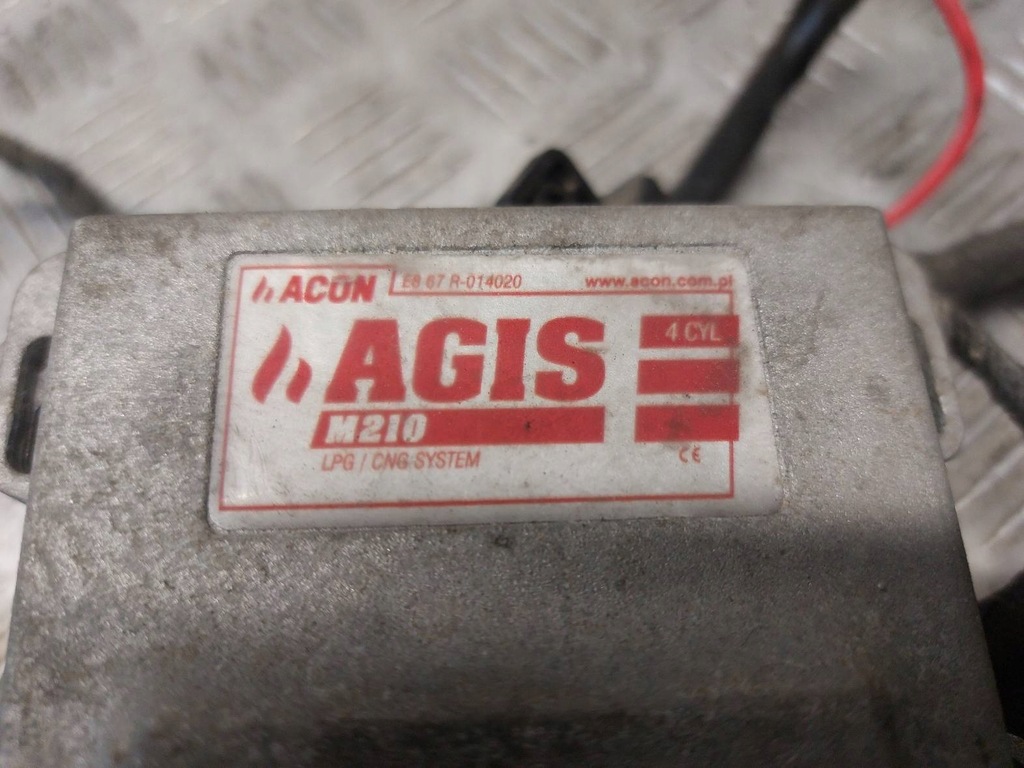 ACON
E8 67 R-014020
www.acon.com.pl
AGIS
4 CYL
M210
LPG / CNG SYSTEM
CE